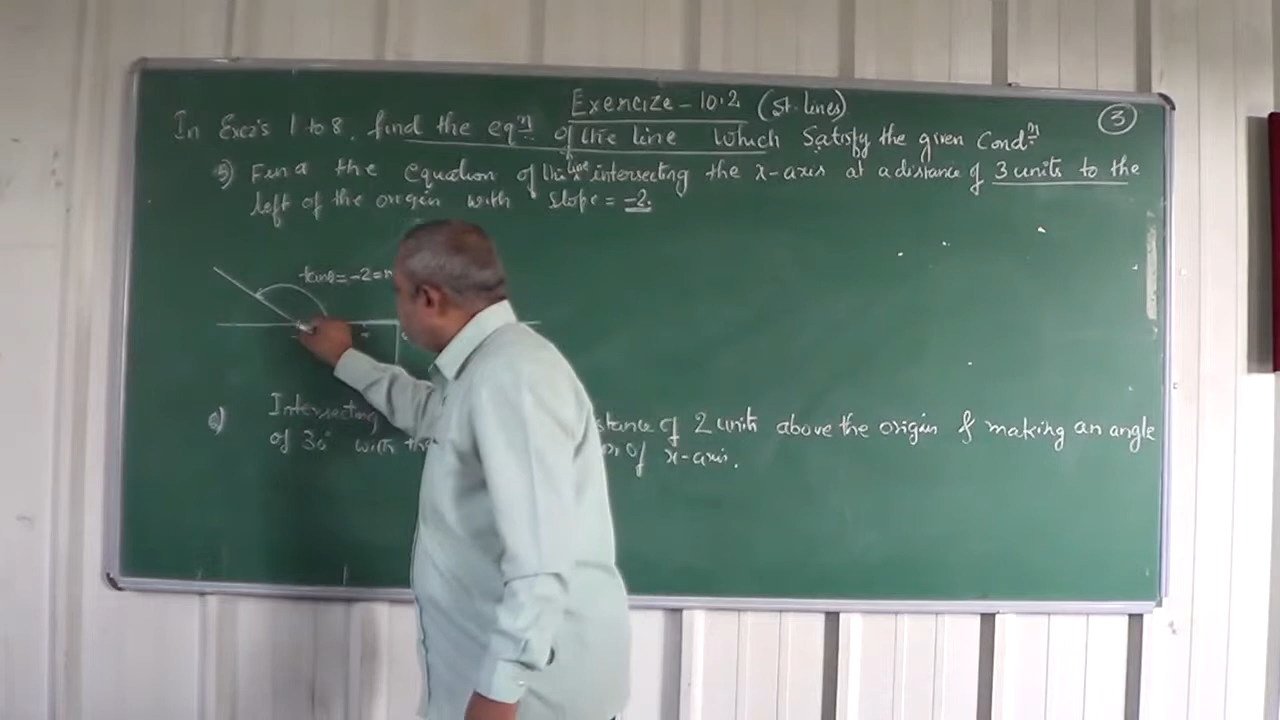 Exercize - 10.2 (St. lines)
③
In Exez's 1 to 8, find the eqn of the line which satisfy the given Condn
5) Find the equation of the line intersecting the x-axis at a distance of 3 units to the
left of the origin with slope = -2.
tanθ = -2 =
6) Intersecting stance of 2 units above the origin & making an angle
of 30° with the of x-axis.